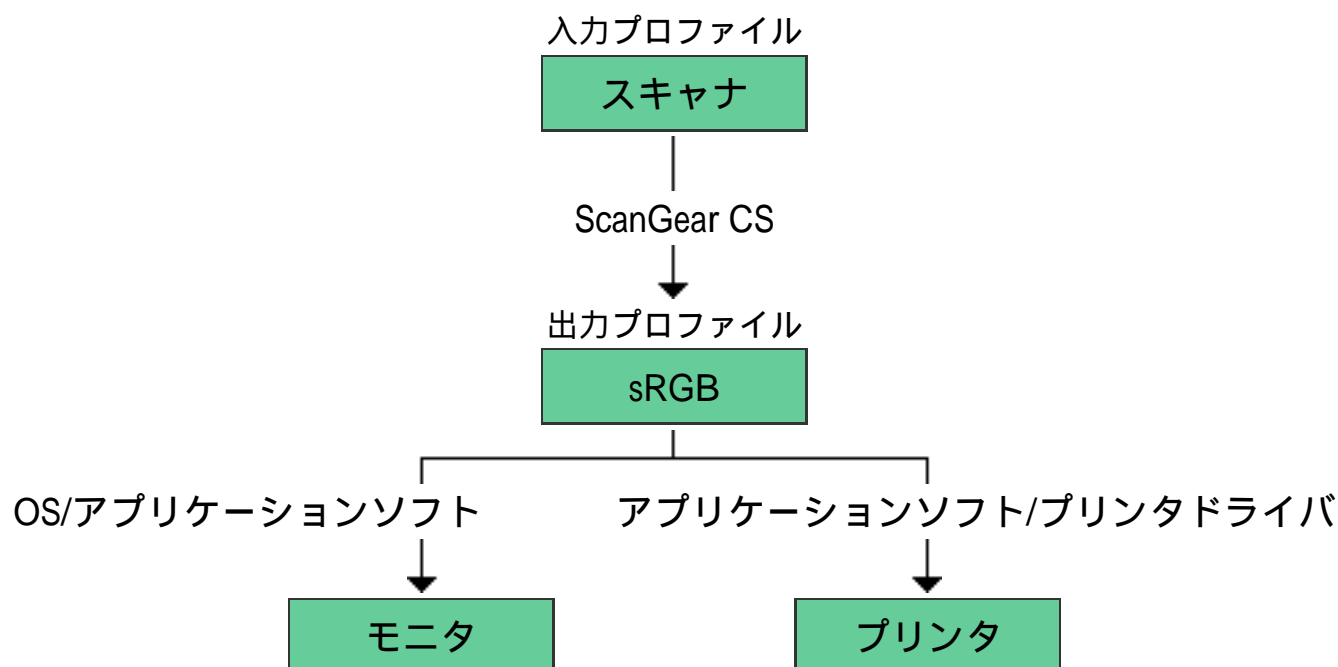 入力プロファイル
スキャナ
ScanGear CS
出力プロファイル
sRGB
OS/アプリケーションソフト
アプリケーションソフト/プリンタドライバ
モニタ
プリンタ